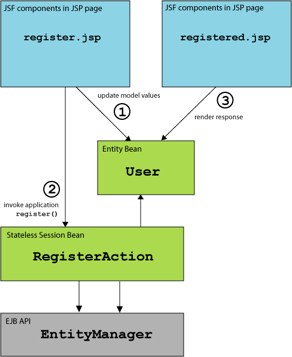 JSF components in JSP page
register.jsp
JSF components in JSP page
registered.jsp
update model values
1
3
render response
Entity Bean
User
2
invoke application
register()
Stateless Session Bean
RegisterAction
EJB API
EntityManager